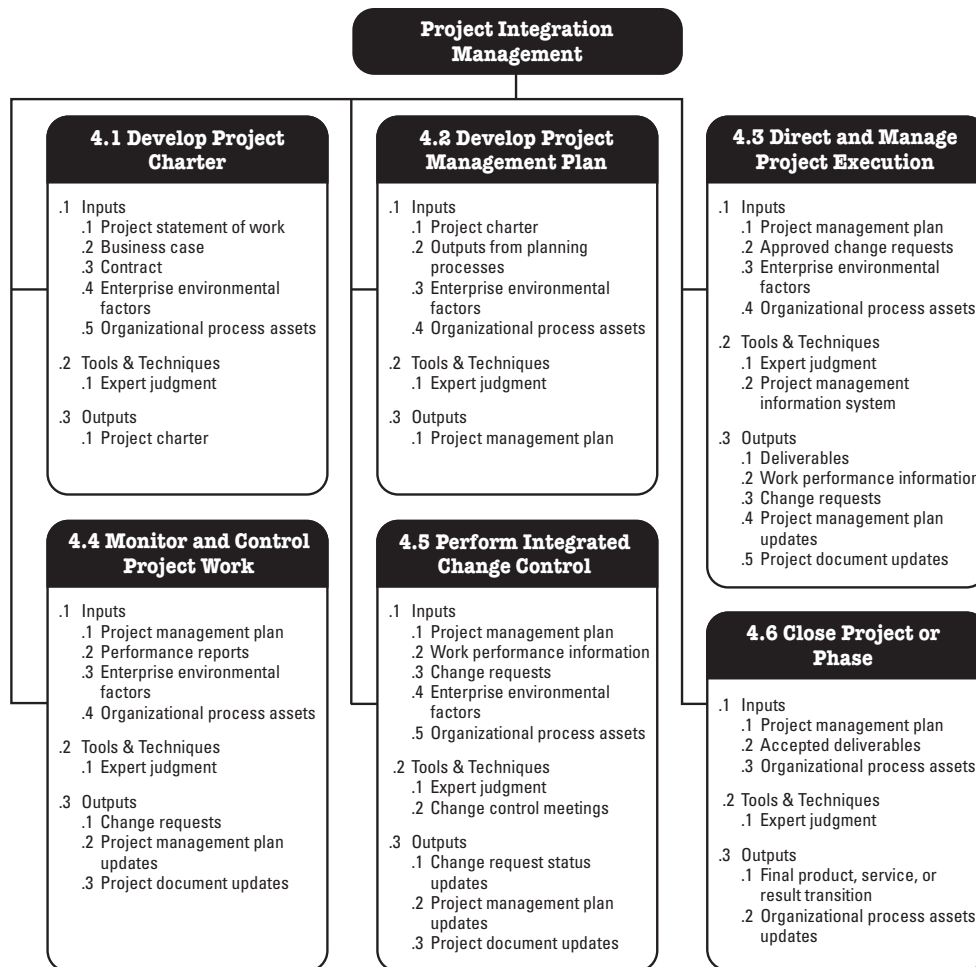 Project Integration
Management
4.1 Develop Project
Charter
.1 Inputs
.1 Project statement of work
.2 Business case
.3 Contract
.4 Enterprise environmental
factors
.5 Organizational process assets
.2 Tools & Techniques
.1 Expert judgment
.3 Outputs
.1 Project charter
4.2 Develop Project
Management Plan
.1 Inputs
.1 Project charter
.2 Outputs from planning
processes
.3 Enterprise environmental
factors
.4 Organizational process assets
.2 Tools & Techniques
.1 Expert judgment
.3 Outputs
.1 Project management plan
4.3 Direct and Manage
Project Execution
.1 Inputs
.1 Project management plan
.2 Approved change requests
.3 Enterprise environmental
factors
.4 Organizational process assets
.2 Tools & Techniques
.1 Expert judgment
.2 Project management
information system
.3 Outputs
.1 Deliverables
.2 Work performance information
.3 Change requests
.4 Project management plan
updates
.5 Project document updates
4.4 Monitor and Control
Project Work
.1 Inputs
.1 Project management plan
.2 Performance reports
.3 Enterprise environmental
factors
.4 Organizational process assets
.2 Tools & Techniques
.1 Expert judgment
.3 Outputs
.1 Change requests
.2 Project management plan
updates
.3 Project document updates
4.5 Perform Integrated
Change Control
.1 Inputs
.1 Project management plan
.2 Work performance information
.3 Change requests
.4 Enterprise environmental
factors
.5 Organizational process assets
.2 Tools & Techniques
.1 Expert judgment
.2 Change control meetings
.3 Outputs
.1 Change request status
updates
.2 Project management plan
updates
.3 Project document updates
4.6 Close Project or
Phase
.1 Inputs
.1 Project management plan
.2 Accepted deliverables
.3 Organizational process assets
.2 Tools & Techniques
.1 Expert judgment
.3 Outputs
.1 Final product, service, or
result transition
.2 Organizational process assets
updates